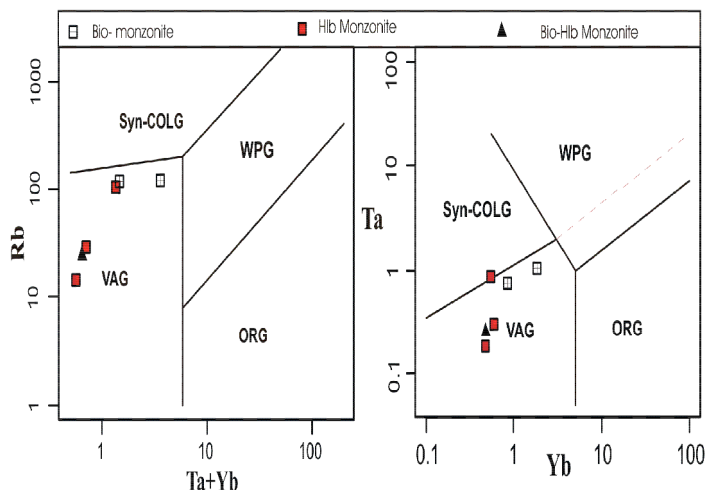 Bio- monzonite Hlb Monzonite Bio-Hlb Monzonite
Rb
1000
100
10
1
Syn-COLG
WPG
VAG
ORG
1 10 100
Ta+Yb
Ta
100
10
1
0.1
WPG
Syn-COLG
VAG
ORG
0.1 1 10 100
Yb